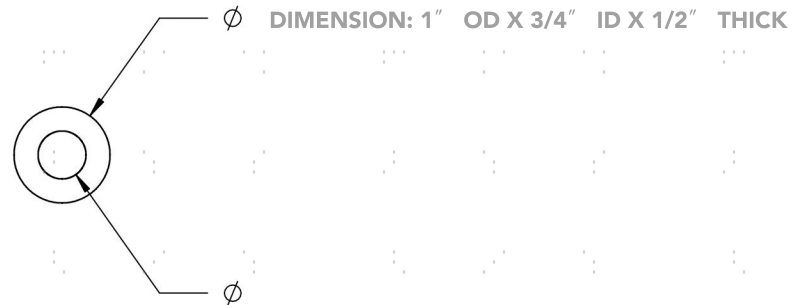 Ø DIMENSION: 1″ OD X 3/4″ ID X 1/2″ THICK
Ø